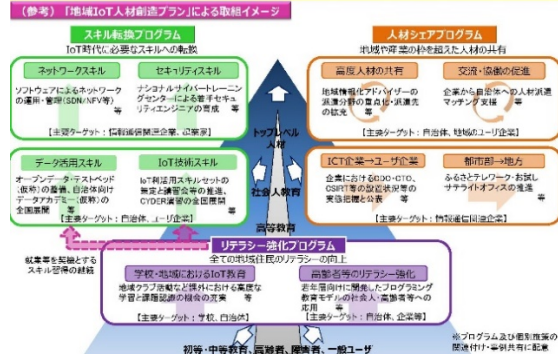 (参考)「地域IoT人材創造プラン」による取組イメージ
スキル転換プログラム
IoT時代に必要なスキルへの転換
ネットワークスキル
ソフトウェアによるネットワーク
の運用・管理(SDN/NFV等) 等
セキュリティスキル
ナショナルサイバートレーニ
ングセンターによる若手セキュ
リティエンジニアの育成 等
【主要ターゲット:情報通信関連企業、起業家】
データ活用スキル
オープンデータ・テストベッド
(仮称)の整備、自治体向け
データアカデミー(仮称)の
全国展開 等
IoT技術スキル
IoT利活用スキルセットの
策定と講習会等の推進、
CYDER演習の全国展開
等
【主要ターゲット:自治体、ユーザ企業】
人材シェアプログラム
地域や産業の枠を超えた人材の共有
高度人材の共有
地域情報化アドバイザーの
派遣分野の重点化・派遣先
の拡充 等
交流・協働の促進
企業から自治体への人材派遣
マッチング支援 等
【主要ターゲット:自治体、地域のユーザ企業】
ICT企業→ユーザ企業
企業におけるCDO・CTO、
CSIRT等の設置状況等の
実態把握と公表 等
都市部→地方
ふるさとテレワーク・お試し
サテライトオフィスの推進
等
【主要ターゲット:情報通信関連企業】
トップレベル
人材
社会人教育
高等教育
就業等を契機とする
スキル習得の継続
リテラシー強化プログラム
全ての地域住民のリテラシーの向上
学校・地域におけるIoT教育
地域クラブ活動など課外における高度な
学習と課題認識の機会の充実 等
【主要ターゲット:学校、自治体】
高齢者等のリテラシー強化
若年層向けに開発したプログラミング
教育モデルの社会人・高齢者等への
応用 等
【主要ターゲット:自治体、企業等】
初等・中等教育、高齢者、障害者、一般ユーザ
※プログラム及び個別施策の
関連付け・事例共有に配意